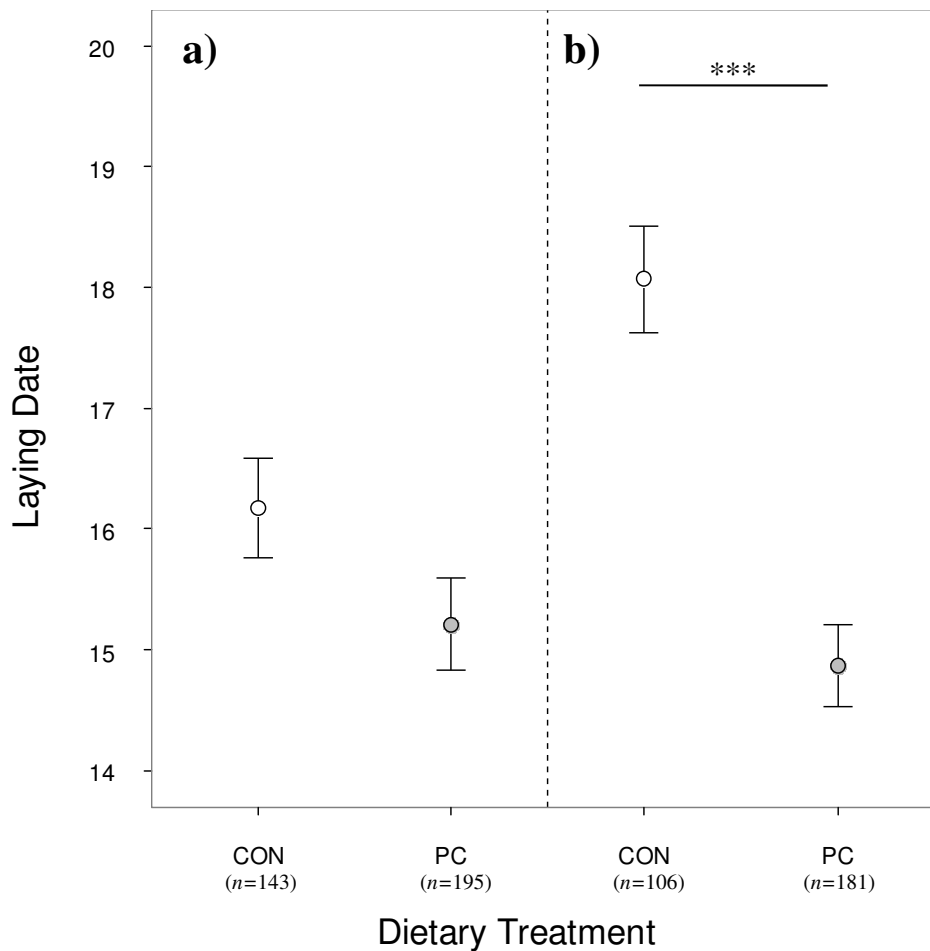 a)
b)
***
20
19
18
17
16
15
14
Laying Date
CON
PC
CON
PC
(n=143)
(n=195)
(n=106)
(n=181)
Dietary Treatment